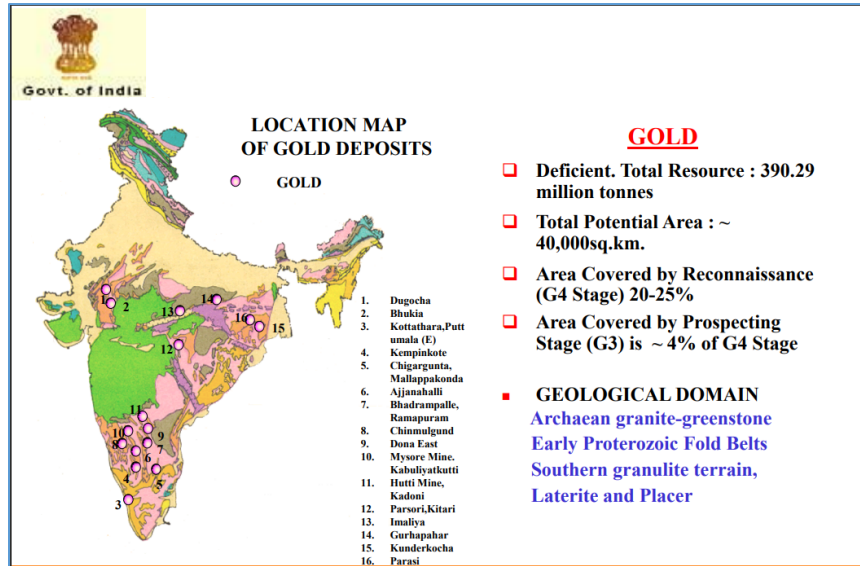 Govt. of India
LOCATION MAP
OF GOLD DEPOSITS
GOLD
1
2
13
14
16
15
12
11
10
9
8
7
6
4
5
3
1. Dugocha
2. Bhukia
3. Kottathara,Putt
umala (E)
4. Kempinkote
5. Chigargunta,
Mallappakonda
6. Ajjanahalli
7. Bhadrampalle,
Ramapuram
8. Chinmulgund
9. Dona East
10. Mysore Mine.
Kabuliyatkutti
11. Hutti Mine,
Kadoni
12. Parsori,Kitari
13. Imaliya
14. Gurhapahar
15. Kunderkocha
16. Parasi
GOLD
Deficient. Total Resource : 390.29
million tonnes
Total Potential Area : ~
40,000sq.km.
Area Covered by Reconnaissance
(G4 Stage) 20-25%
Area Covered by Prospecting
Stage (G3) is ~ 4% of G4 Stage
GEOLOGICAL DOMAIN
Archaean granite-greenstone
Early Proterozoic Fold Belts
Southern granulite terrain,
Laterite and Placer